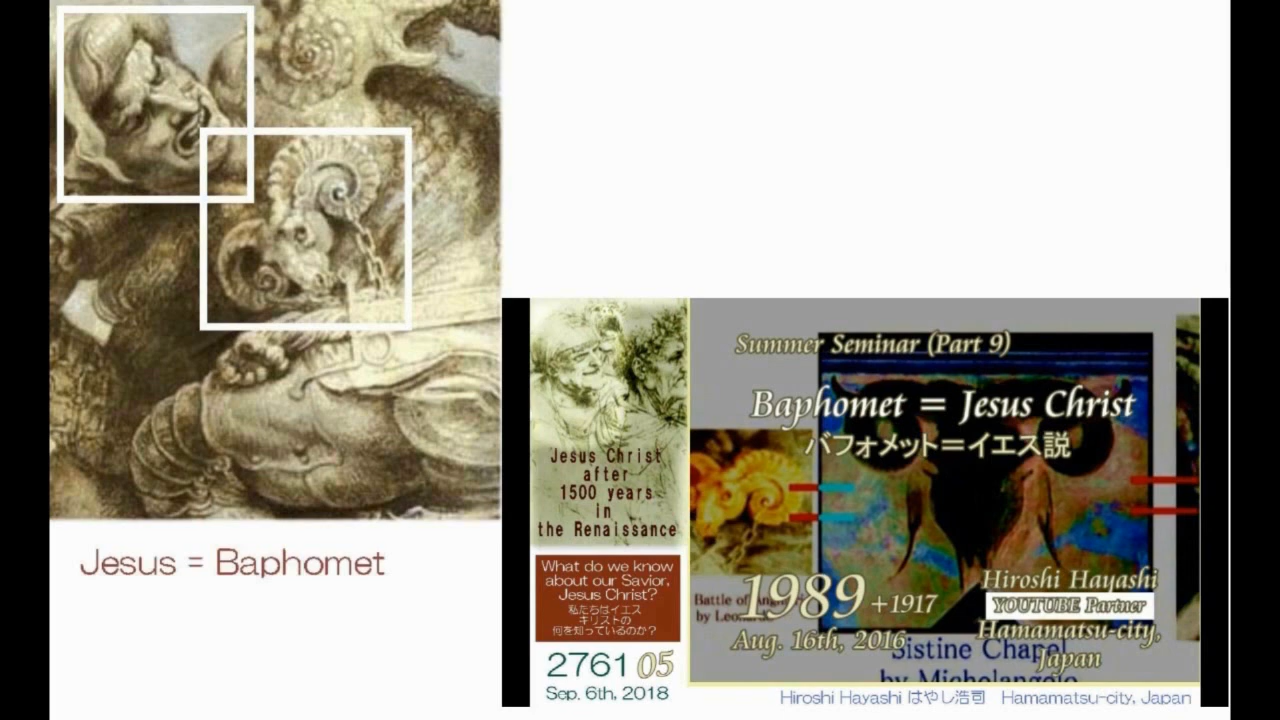 Jesus = Baphomet
Jesus Christ
after
1500 years
in
the Renaissance
What do we know
about our Savior,
Jesus Christ?
私たちはイエス
キリストの
何を知っているのか?
2761 05
Sep. 6th, 2018
Summer Seminar (Part 9)
Baphomet = Jesus Christ
バフォメット=イエス説
Battle of
by
1989 +1917
Aug. 16th, 2016
Hiroshi Hayashi
YOUTUBE Partner
Hamamatsu-city,
Japan
Sistine Chapel
by Michelangelo
Hiroshi Hayashi はやし浩司 Hamamatsu-city, Japan